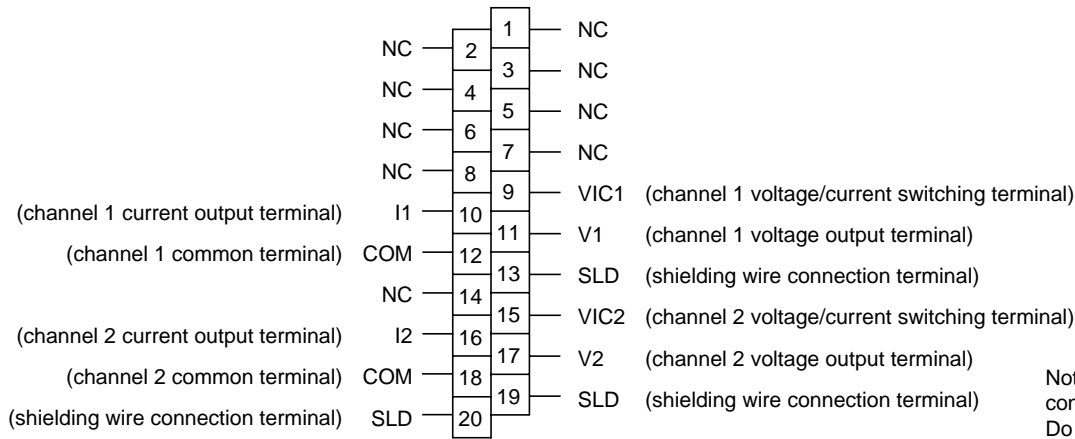 1 NC
NC 2
3 NC
NC 4
5 NC
NC 6
7 NC
NC 8
9 VIC1 (channel 1 voltage/current switching terminal)
(channel 1 current output terminal) I1 10
11 V1 (channel 1 voltage output terminal)
(channel 1 common terminal) COM 12
13 SLD (shielding wire connection terminal)
NC 14
15 VIC2 (channel 2 voltage/current switching terminal)
(channel 2 current output terminal) I2 16
17 V2 (channel 2 voltage output terminal)
(channel 2 common terminal) COM 18
19 SLD (shielding wire connection terminal)
(shielding wire connection terminal) SLD 20
Do